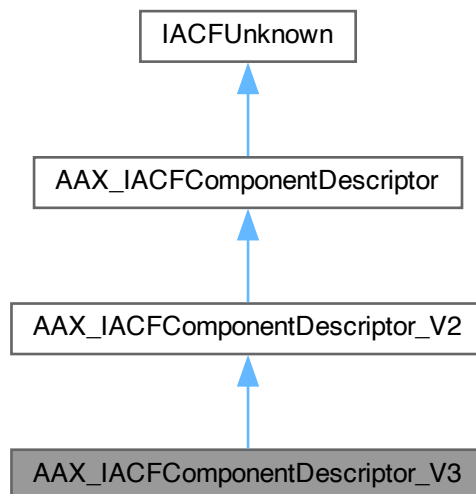 IACFUnknown
AAX_IACFComponentDescriptor
AAX_IACFComponentDescriptor_V2
AAX_IACFComponentDescriptor_V3